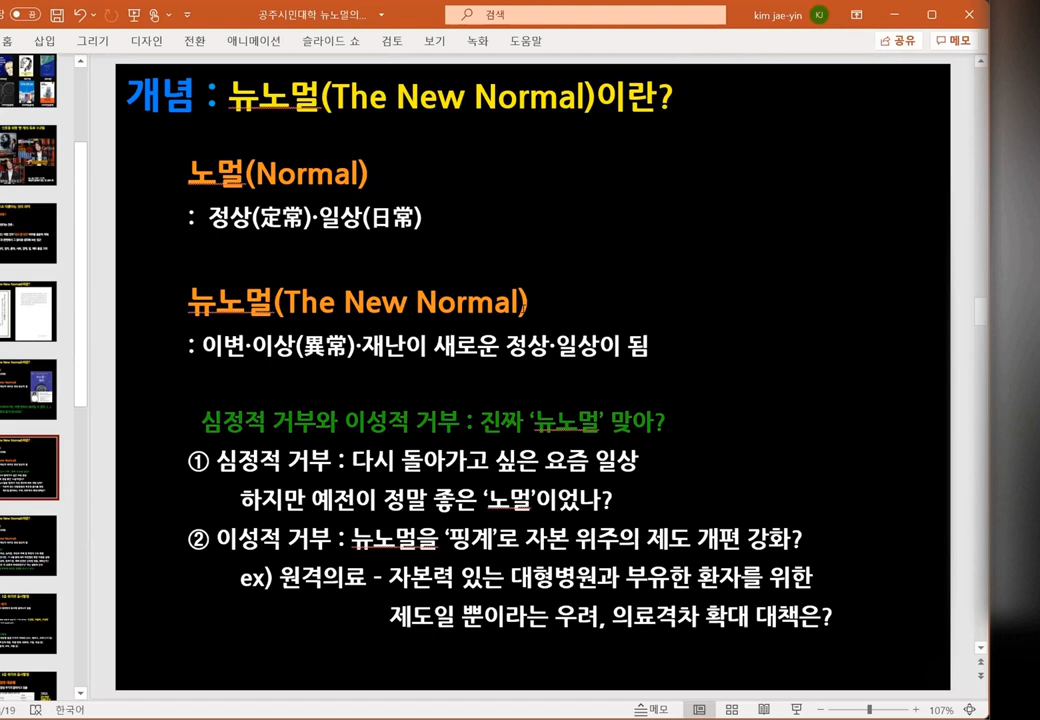 공주시민대학 뉴노멀의...
검색
kim jae-yin
KJ
홈 삽입 그리기 디자인 전환 애니메이션 슬라이드 쇼 검토 보기 녹화 도움말
공유 메모
개념 : 뉴노멀(The New Normal)이란?
노멀(Normal)
: 정상(定常)·일상(日常)
뉴노멀(The New Normal)
: 이변·이상(異常)·재난이 새로운 정상·일상이 됨
심정적 거부와 이성적 거부 : 진짜 ‘뉴노멀’ 맞아?
① 심정적 거부 : 다시 돌아가고 싶은 요즘 일상
하지만 예전이 정말 좋은 ‘노멀’이었나?
② 이성적 거부 : 뉴노멀을 ‘핑계’로 자본 위주의 제도 개편 강화?
ex) 원격의료 - 자본력 있는 대형병원과 부유한 환자를 위한
제도일 뿐이라는 우려, 의료격차 확대 대책은?
/19 한국어 메모 107%